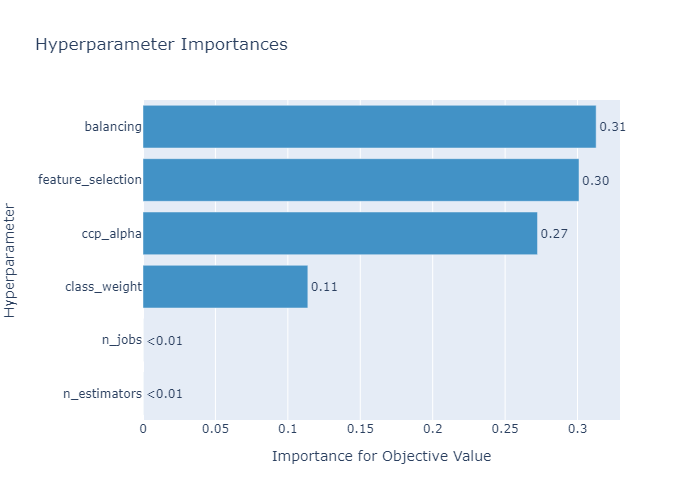 Hyperparameter Importances
Hyperparameter
balancing 0.31
feature_selection 0.30
ccp_alpha 0.27
class_weight 0.11
n_jobs <0.01
n_estimators <0.01
0 0.05 0.1 0.15 0.2 0.25 0.3
Importance for Objective Value